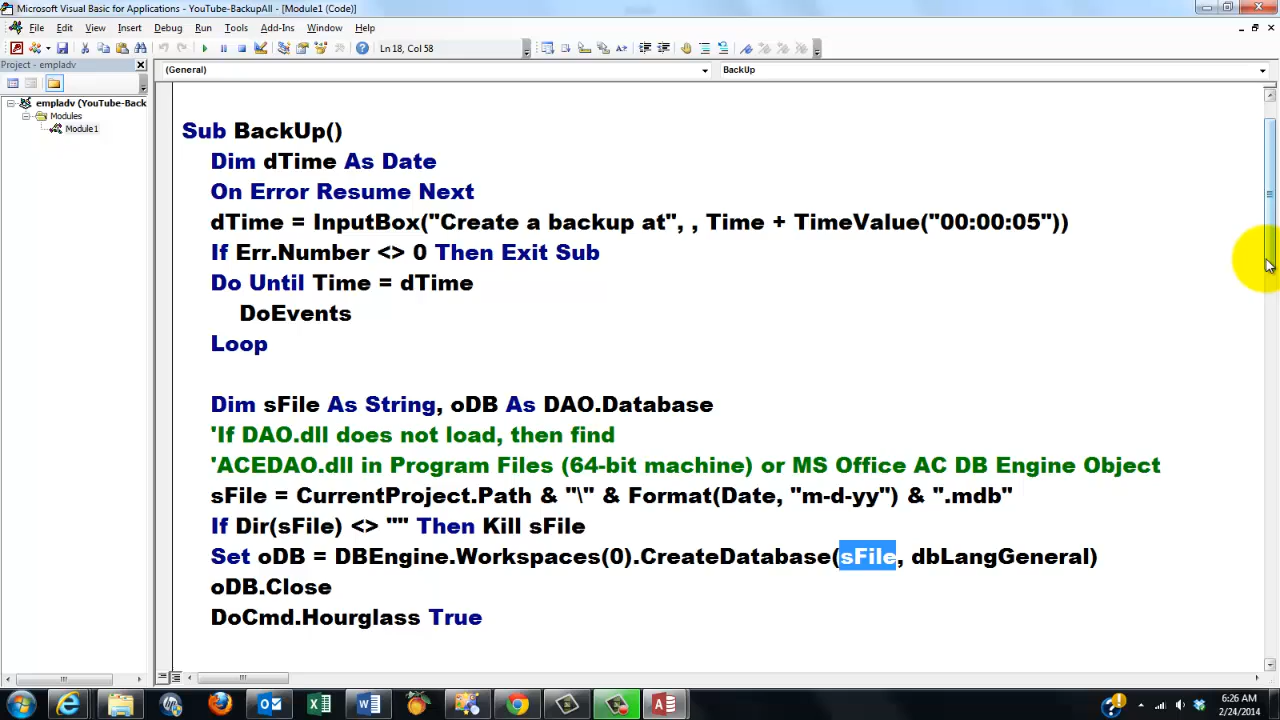 Microsoft Visual Basic for Applications - YouTube-BackupAll - [Module1 (Code)]
File Edit View Insert Format Debug Run Tools Add-Ins Window Help
Ln 18, Col 58
Project - empladv
(General)
BackUp
empladv (YouTube-Back
Modules
Module1
Sub BackUp()
Dim dTime As Date
On Error Resume Next
dTime = InputBox("Create a backup at", , Time + TimeValue("00:00:05"))
If Err.Number <> 0 Then Exit Sub
Do Until Time = dTime
DoEvents
Loop
Dim sFile As String, oDB As DAO.Database
'If DAO.dll does not load, then find
'ACEDAO.dll in Program Files (64-bit machine) or MS Office AC DB Engine Object
sFile = CurrentProject.Path & "\" & Format(Date, "m-d-yy") & ".mdb"
If Dir(sFile) <> "" Then Kill sFile
Set oDB = DBEngine.Workspaces(0).CreateDatabase(sFile, dbLangGeneral)
oDB.Close
DoCmd.Hourglass True
6:26 AM
2/24/2014